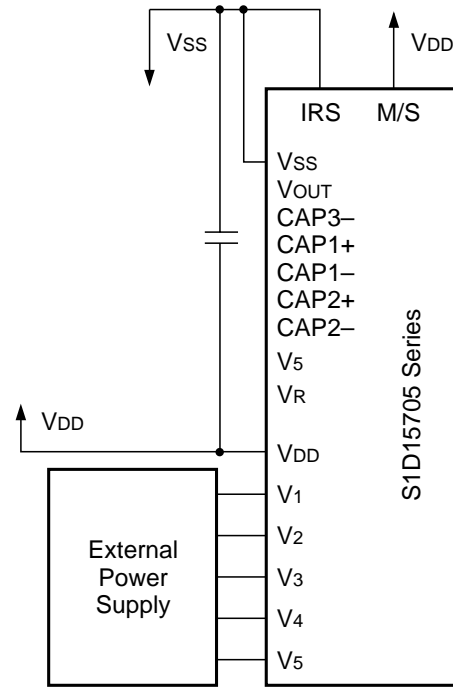 VSS
VDD
IRS M/S
VSS
VOUT
CAP3–
CAP1+
CAP1–
CAP2+
CAP2–
V5
VR
VDD
VDD
V1
V2
V3
V4
V5
S1D15705 Series
External
Power
Supply